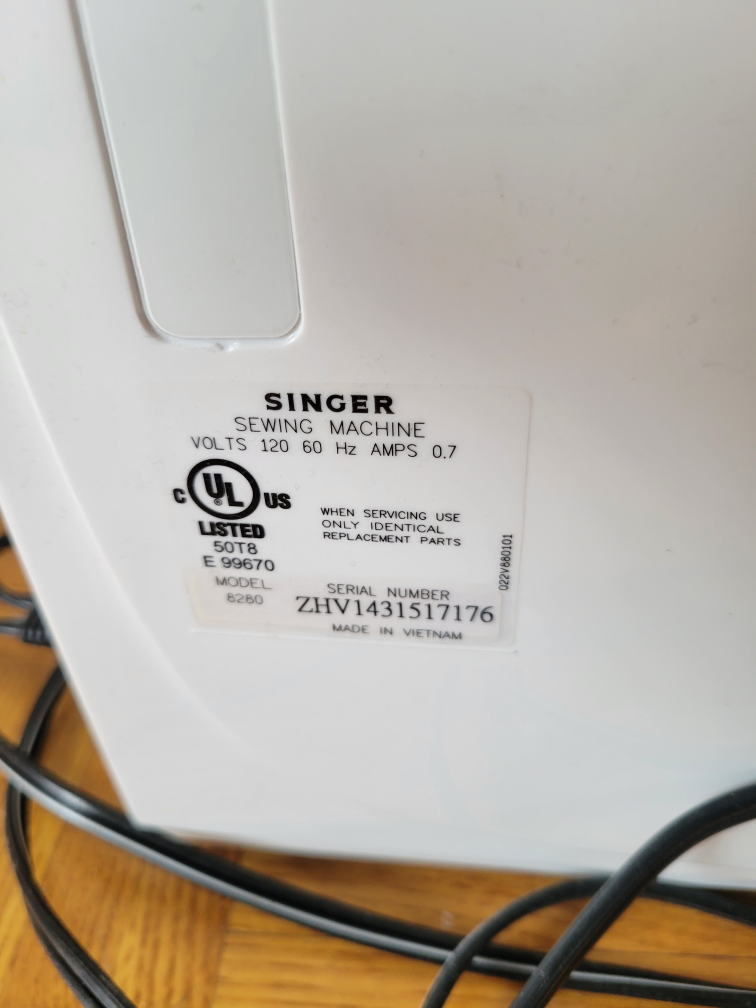 SINGER
SEWING MACHINE
VOLTS 120 60 Hz AMPS 0.7
C UL ® US
LISTED
50T8
E 99670
WHEN SERVICING USE
ONLY IDENTICAL
REPLACEMENT PARTS
022V880101
MODEL
8280
SERIAL NUMBER
ZHV1431517176
MADE IN VIETNAM